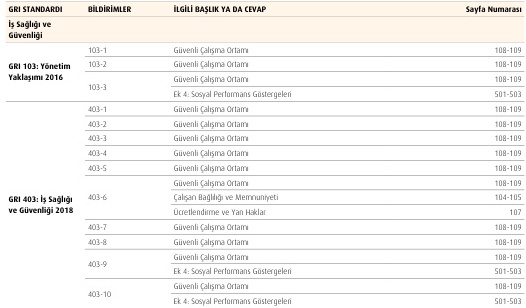 GRI STANDARDI BİLDİRİMLER İLGİLİ BAŞLIK YA DA CEVAP Sayfa Numarası
İş Sağlığı ve
Güvenliği
GRI 103: Yönetim
Yaklaşımı 2016
103-1 Güvenli Çalışma Ortamı 108-109
103-2 Güvenli Çalışma Ortamı 108-109
103-3 Güvenli Çalışma Ortamı 108-109
Ek 4: Sosyal Performans Göstergeleri 501-503
GRI 403: İş Sağlığı
ve Güvenliği 2018
403-1 Güvenli Çalışma Ortamı 108-109
403-2 Güvenli Çalışma Ortamı 108-109
403-3 Güvenli Çalışma Ortamı 108-109
403-4 Güvenli Çalışma Ortamı 108-109
403-5 Güvenli Çalışma Ortamı 108-109
403-6 Güvenli Çalışma Ortamı 108-109
Çalışan Bağlılığı ve Memnuniyeti 104-105
Ücretlendirme ve Yan Haklar 107
403-7 Güvenli Çalışma Ortamı 108-109
403-8 Güvenli Çalışma Ortamı 108-109
403-9 Güvenli Çalışma Ortamı 108-109
Ek 4: Sosyal Performans Göstergeleri 501-503
403-10 Güvenli Çalışma Ortamı 108-109
Ek 4: Sosyal Performans Göstergeleri 501-503